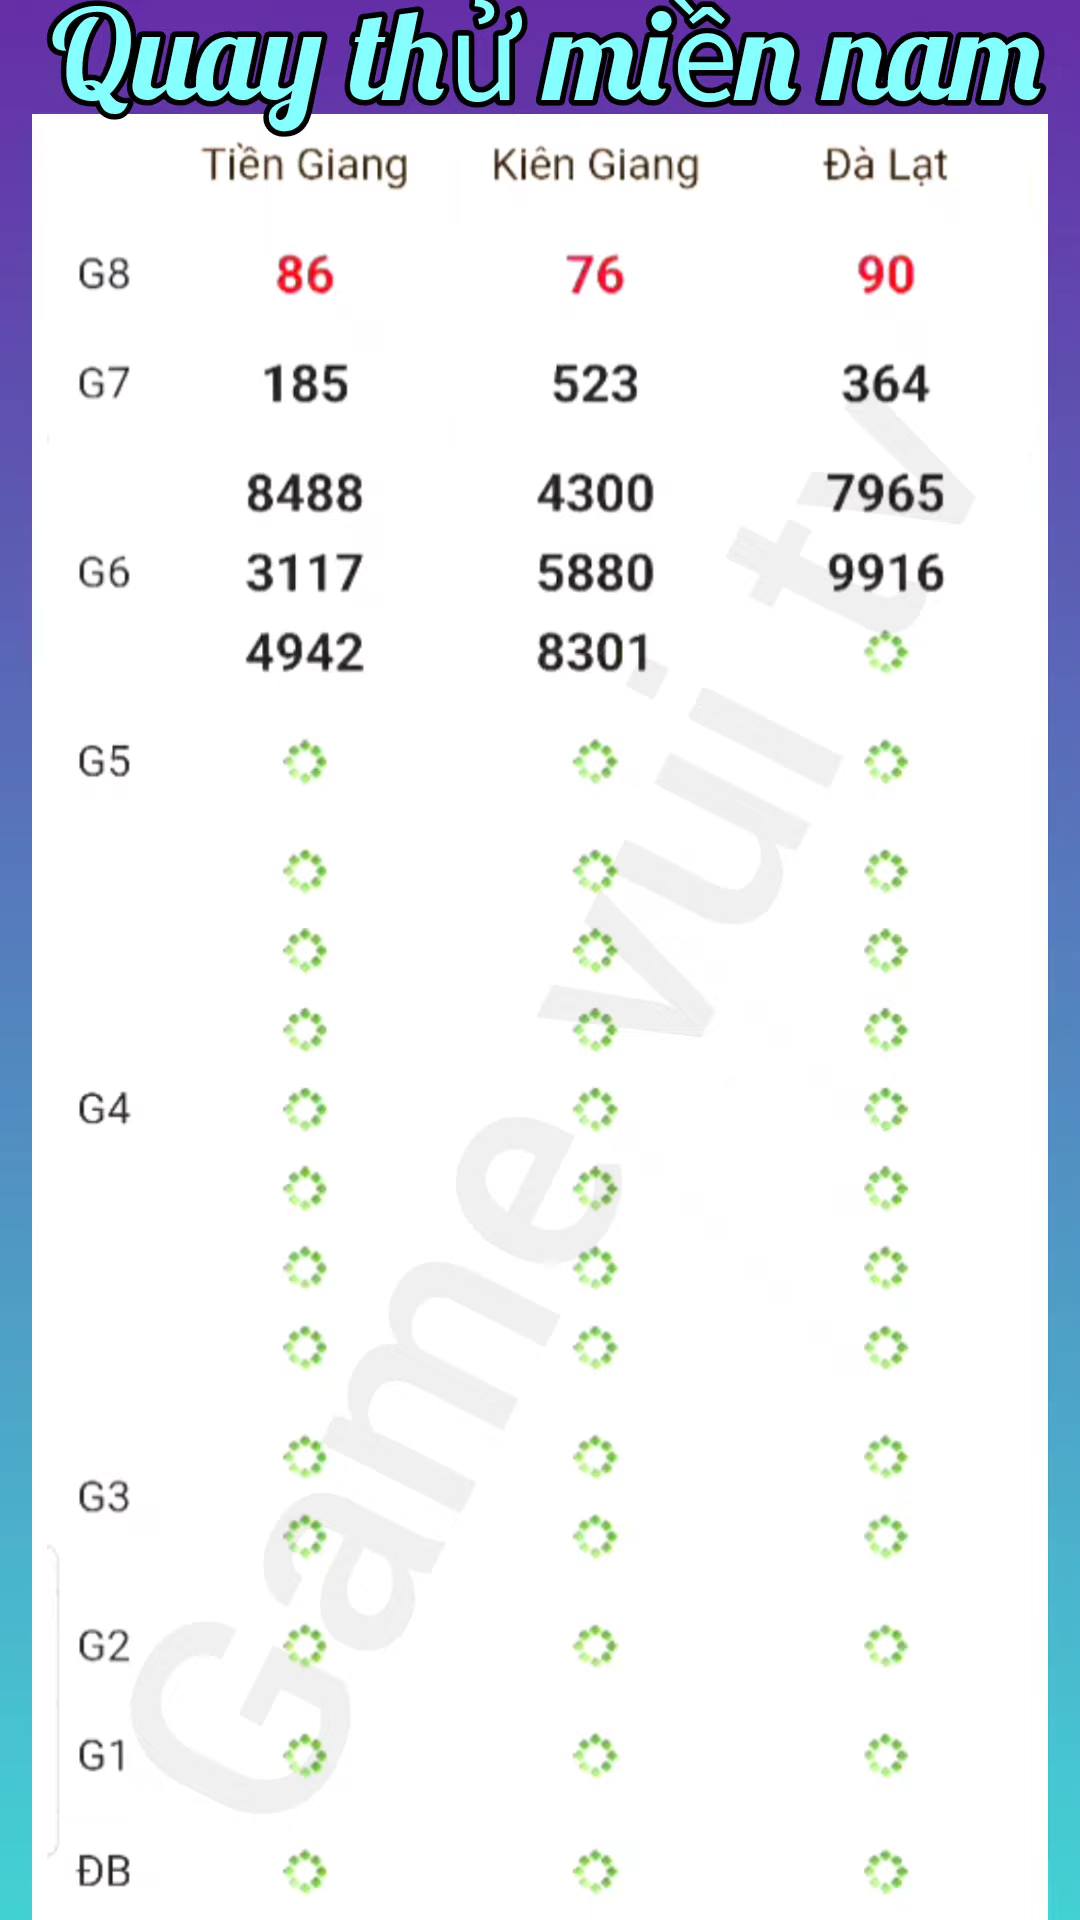 Quay thử miền nam
Tiền Giang Kiên Giang Đà Lạt
G8 86 76 90
G7 185 523 364
8488 4300 7965
G6 3117 5880 9916
4942 8301
G5
G4
G3
G2
G1
ĐB
Game vui tv